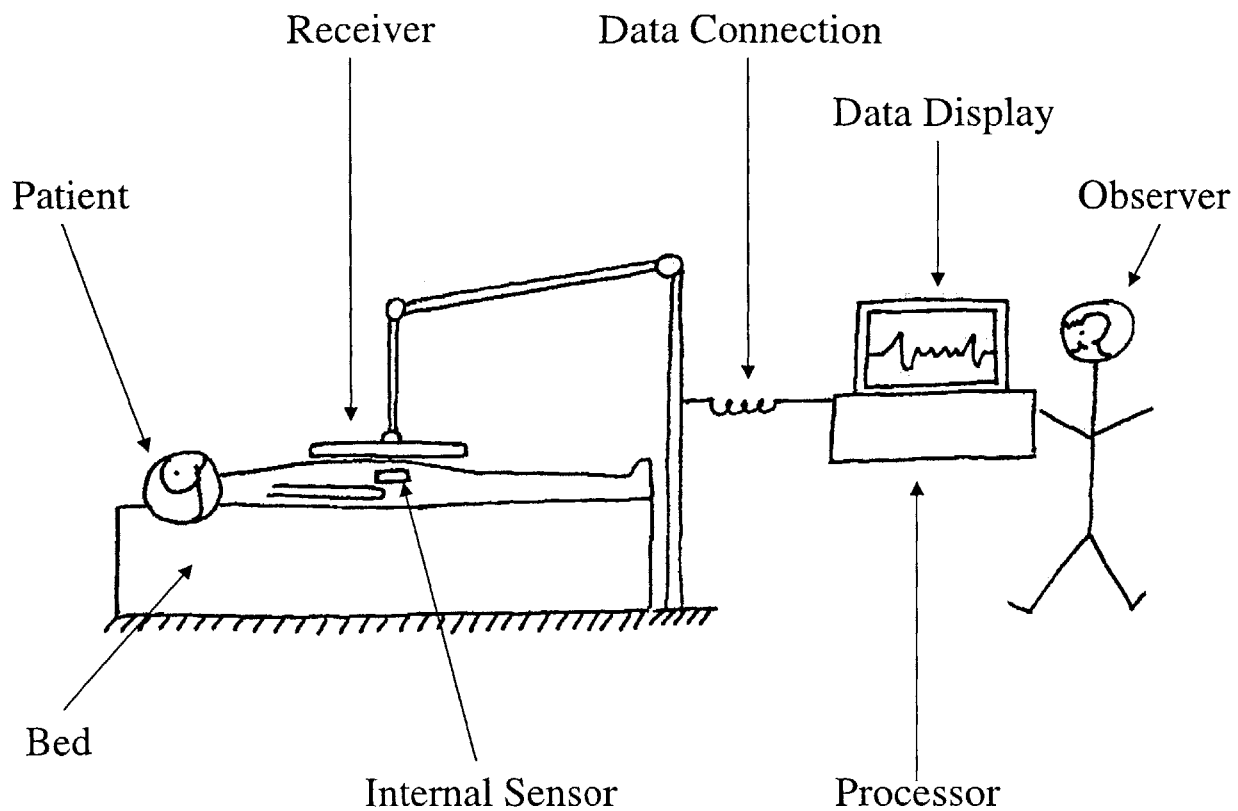 Receiver
Data Connection
Data Display
Patient
Observer
Bed
Internal Sensor
Processor